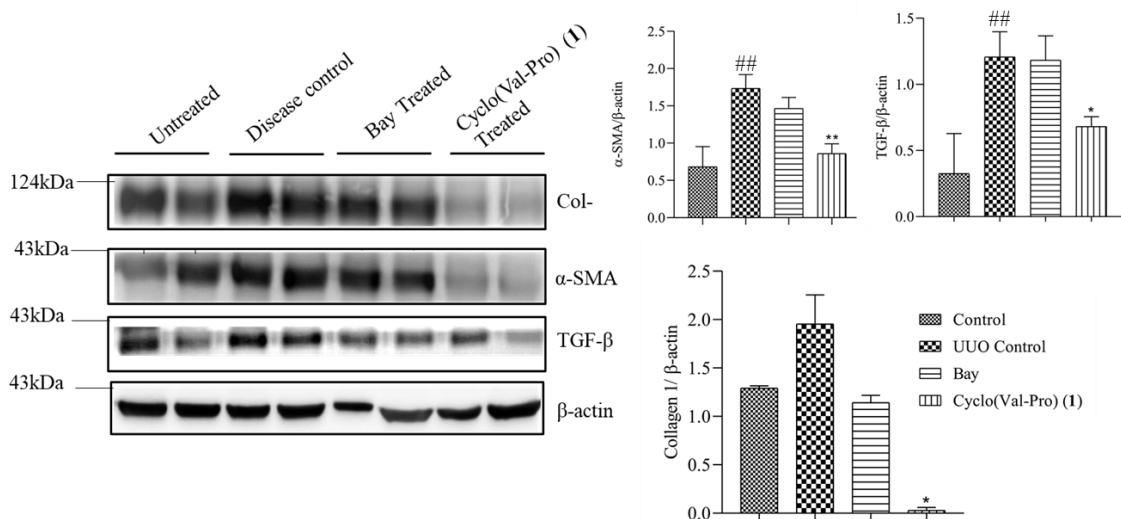 Untreated
Disease control
Bay Treated
Cyclo(Val-Pro) (1)
Treated
124kDa
Col-
43kDa
α-SMA
43kDa
TGF-β
43kDa
β-actin
α-SMA/β-actin
2.5
2.0
1.5
1.0
0.5
0.0
##
**
TGF-β/β-actin
1.5
1.0
0.5
0.0
##
*
Collagen 1/ β-actin
2.5
2.0
1.5
1.0
0.5
0.0
*
Control
UUO Control
Bay
Cyclo(Val-Pro) (1)